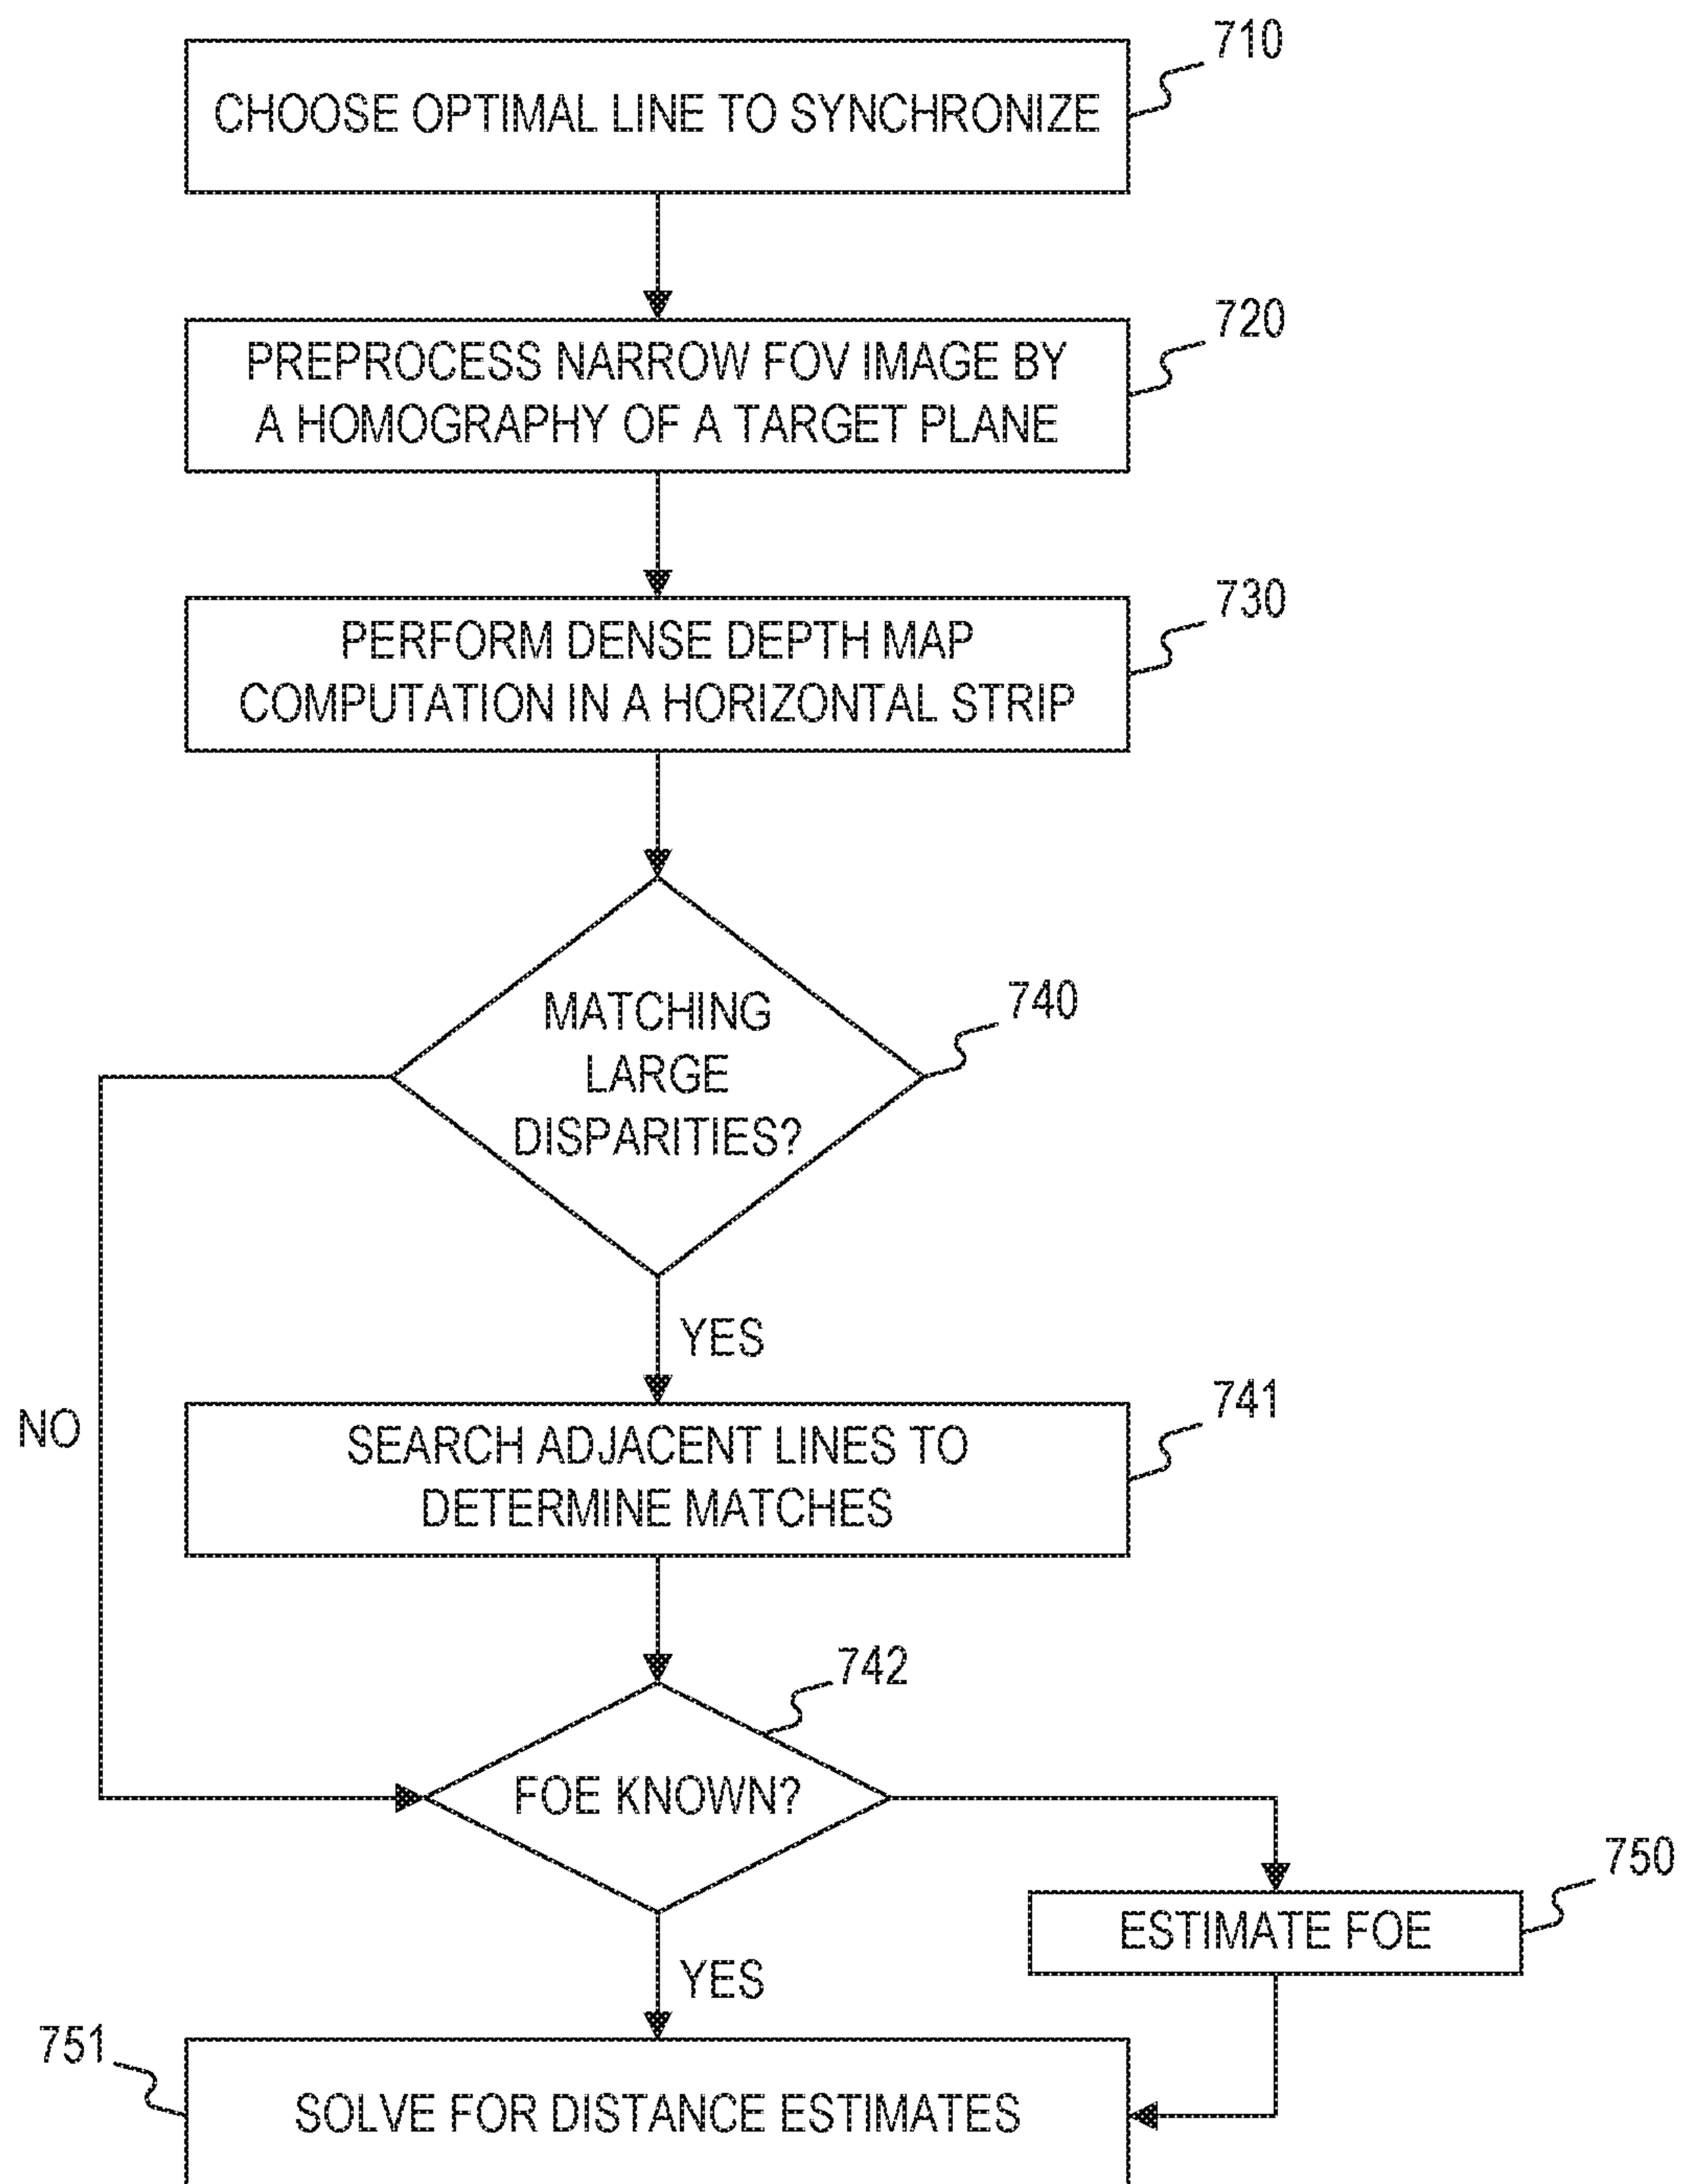 710
CHOOSE OPTIMAL LINE TO SYNCHRONIZE
720
PREPROCESS NARROW FOV IMAGE BY
A HOMOGRAPHY OF A TARGET PLANE
730
PERFORM DENSE DEPTH MAP
COMPUTATION IN A HORIZONTAL STRIP
740
MATCHING
LARGE
DISPARITIES?
YES
NO
741
SEARCH ADJACENT LINES TO
DETERMINE MATCHES
742
FOE KNOWN?
750
ESTIMATE FOE
YES
751
SOLVE FOR DISTANCE ESTIMATES